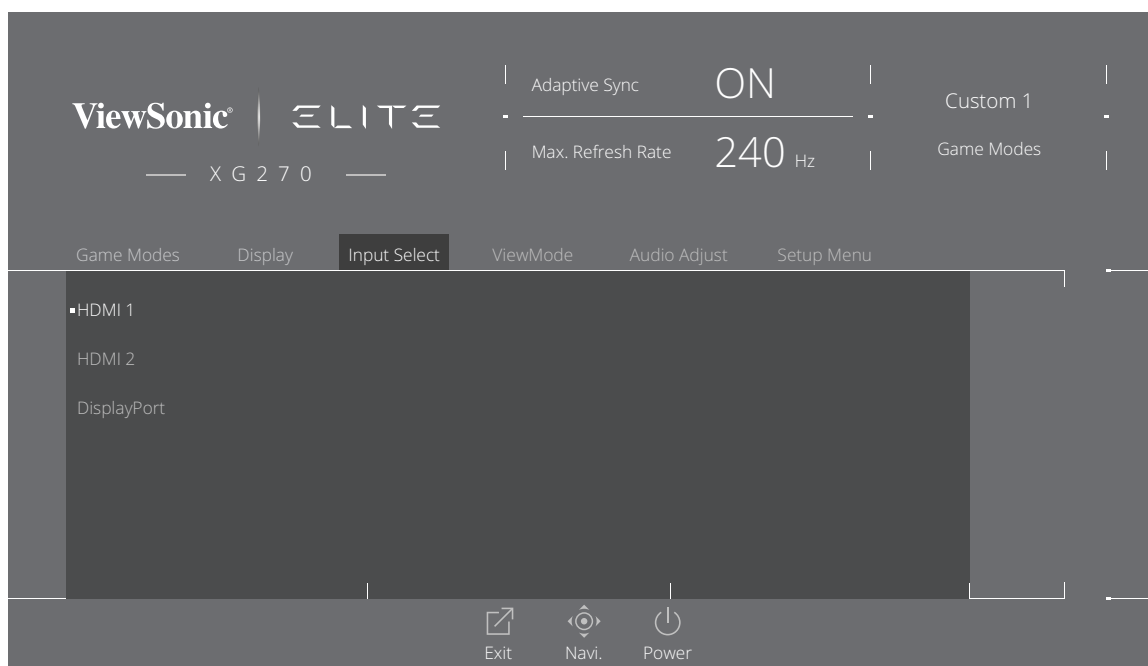 ViewSonic® ELITE
XG270
Adaptive Sync ON
Max. Refresh Rate 240 Hz
Custom 1
Game Modes
Game Modes Display Input Select ViewMode Audio Adjust Setup Menu
HDMI 1
HDMI 2
DisplayPort
Exit Navi. Power